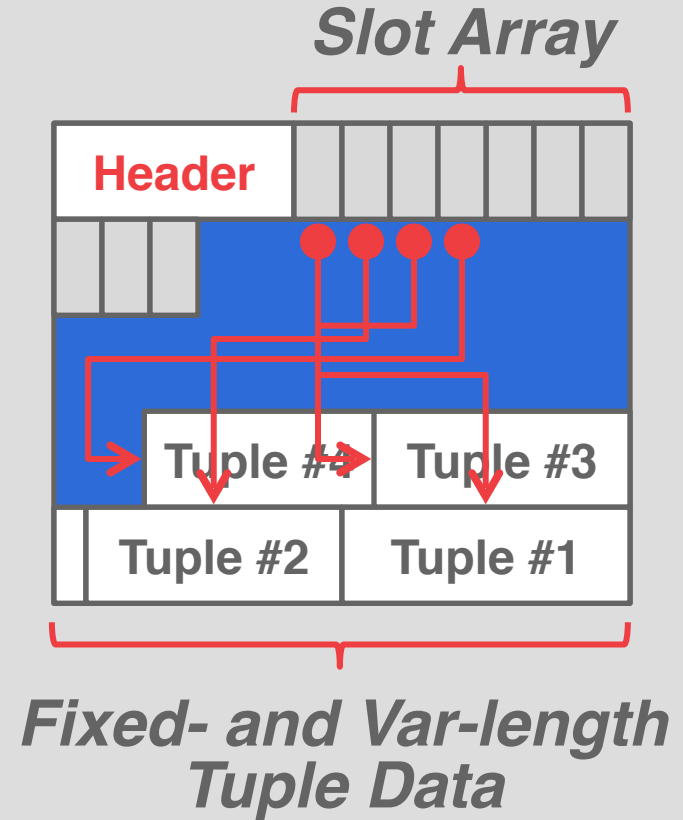 Slot Array
Header
Tuple #4 Tuple #3
Tuple #2 Tuple #1
Fixed- and Var-length
Tuple Data